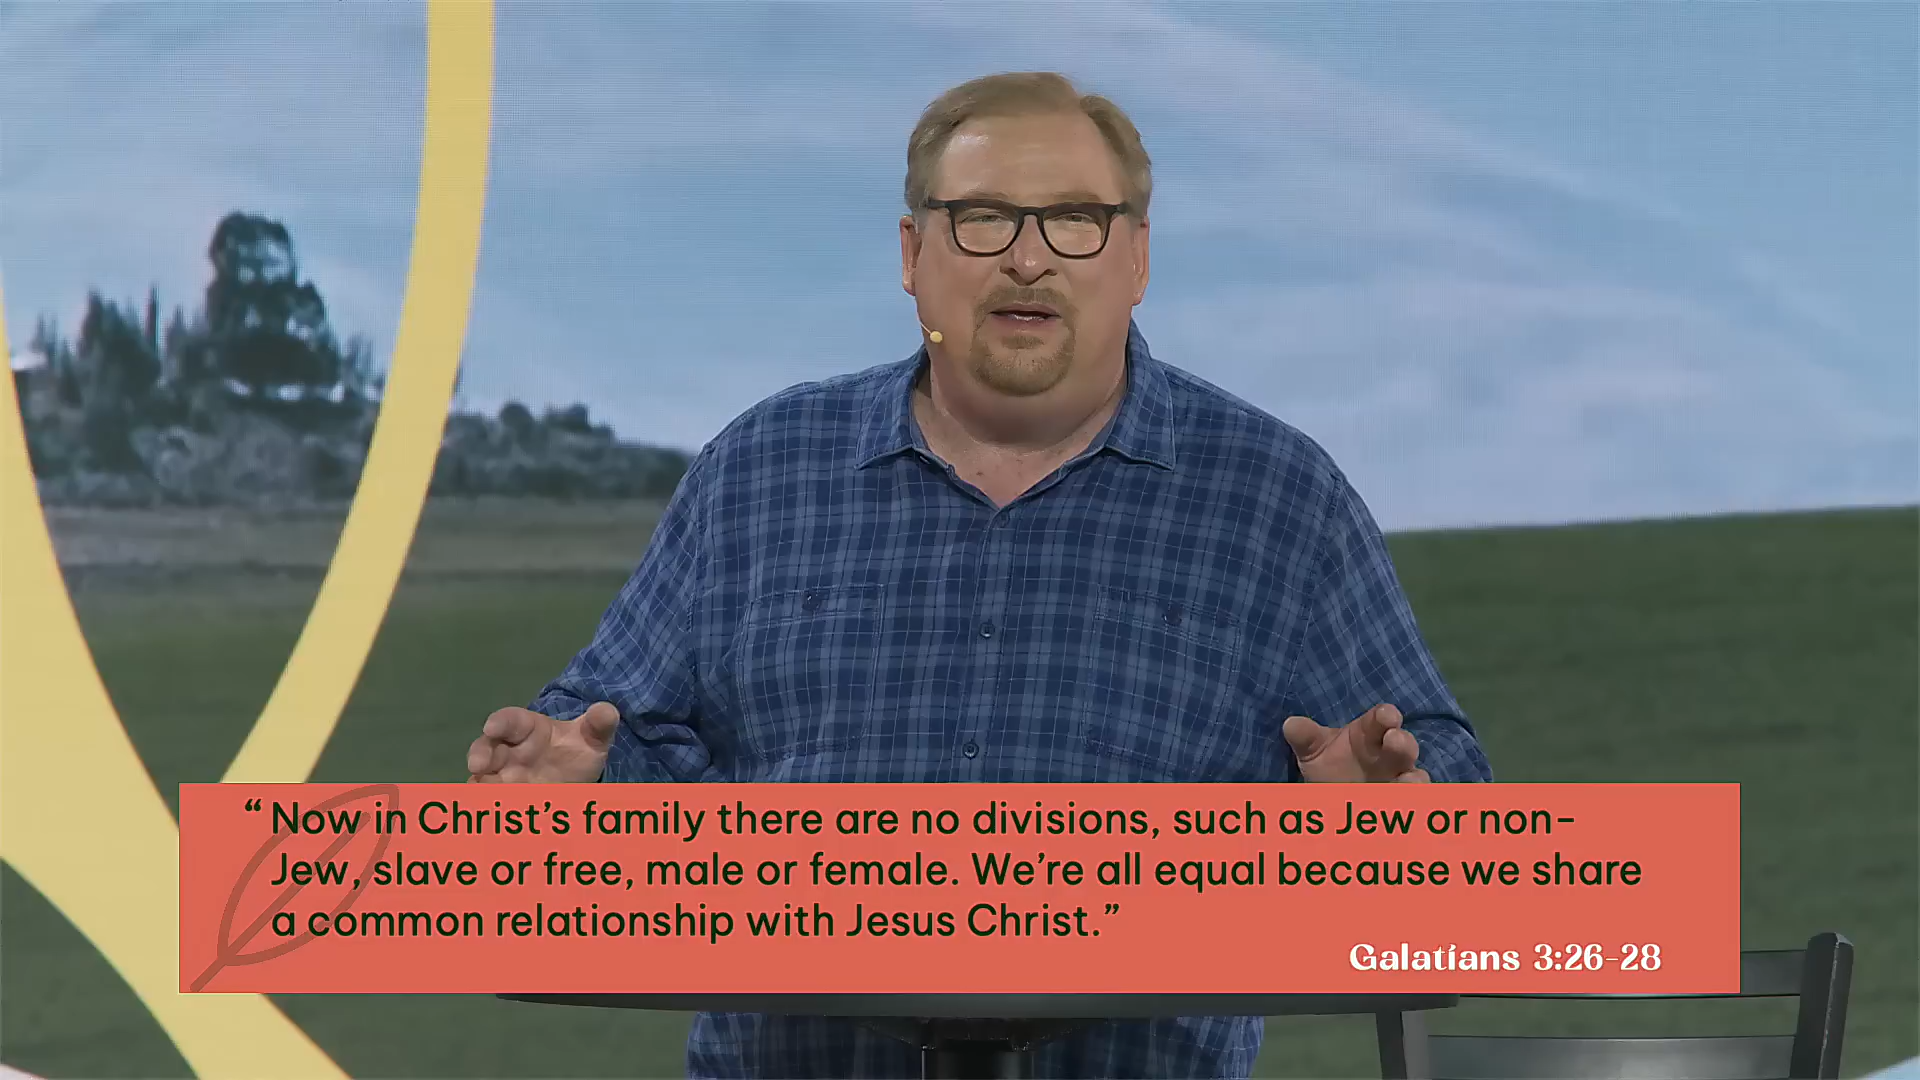 “Now in Christ’s family there are no divisions, such as Jew or non-
Jew, slave or free, male or female. We’re all equal because we share
a common relationship with Jesus Christ.”
Galatians 3:26-28